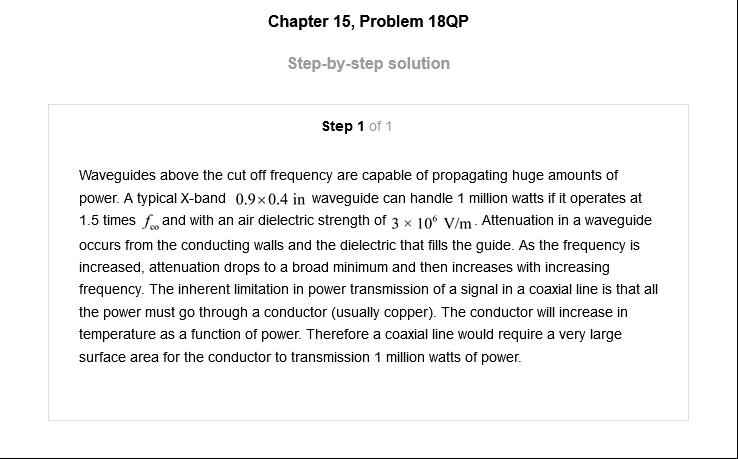 Chapter 15, Problem 18QP
Step-by-step solution
Step 1 of 1
Waveguides above the cut off frequency are capable of propagating huge amounts of
power. A typical X-band 0.9×0.4 in waveguide can handle 1 million watts if it operates at
1.5 times f_co and with an air dielectric strength of 3 × 10⁶ V/m. Attenuation in a waveguide
occurs from the conducting walls and the dielectric that fills the guide. As the frequency is
increased, attenuation drops to a broad minimum and then increases with increasing
frequency. The inherent limitation in power transmission of a signal in a coaxial line is that all
the power must go through a conductor (usually copper). The conductor will increase in
temperature as a function of power. Therefore a coaxial line would require a very large
surface area for the conductor to transmission 1 million watts of power.